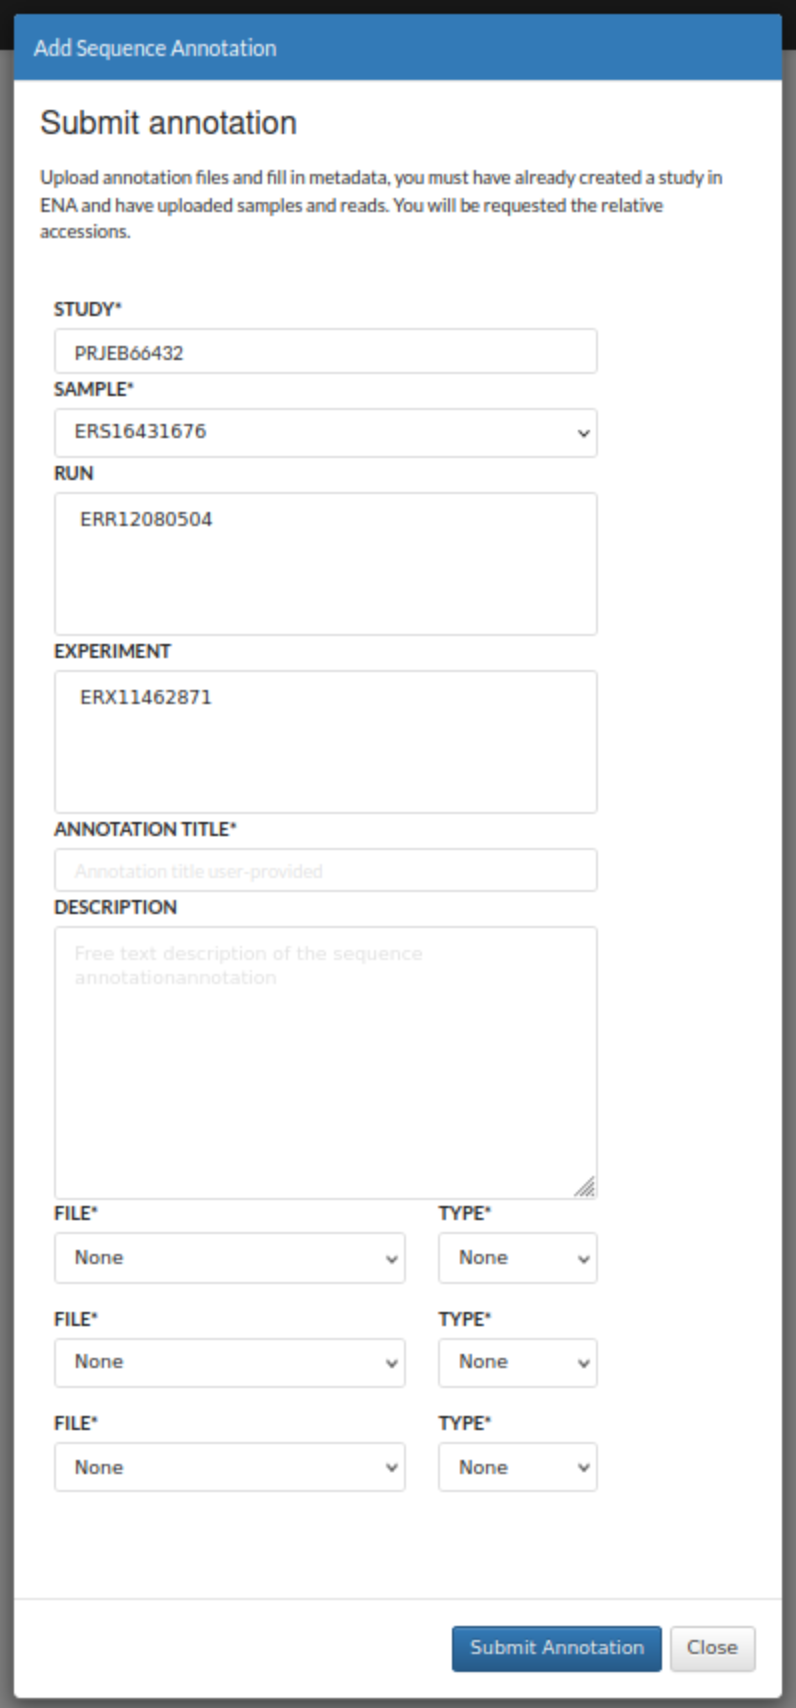 Add Sequence Annotation
Submit annotation
Upload annotation files and fill in metadata, you must have already created a study in
ENA and have uploaded samples and reads. You will be requested the relative
accessions.
STUDY*
PRJEB66432
SAMPLE*
ERS16431676
RUN
ERR12080504
EXPERIMENT
ERX11462871
ANNOTATION TITLE*
Annotation title user-provided
DESCRIPTION
Free text description of the sequence
annotationannotation
FILE* TYPE*
None None
FILE* TYPE*
None None
FILE* TYPE*
None None
Submit Annotation Close